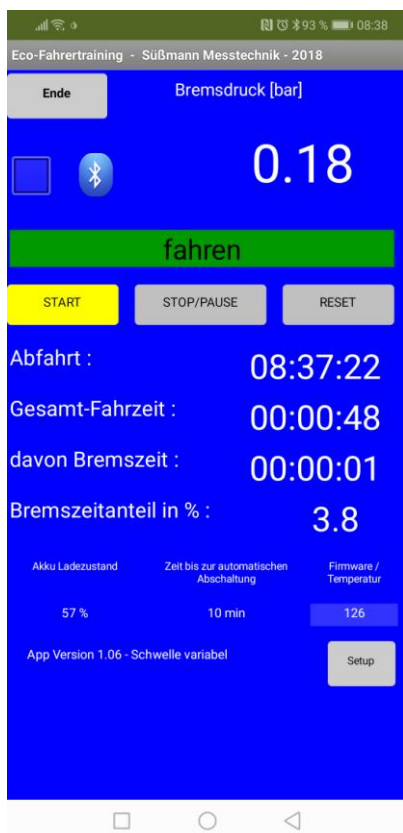 93 % 08:38
Eco-Fahrertraining - Süßmann Messtechnik - 2018
Ende
Bremsdruck [bar]
0.18
fahren
START
STOP/PAUSE
RESET
Abfahrt :
08:37:22
Gesamt-Fahrzeit :
00:00:48
davon Bremszeit :
00:00:01
Bremszeitanteil in % :
3.8
Akku Ladezustand
Zeit bis zur automatischen
Abschaltung
Firmware /
Temperatur
57 %
10 min
126
App Version 1.06 - Schwelle variabel
Setup